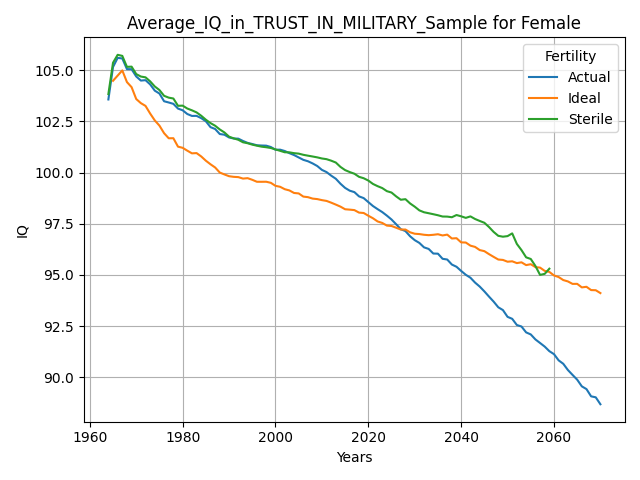 Average_IQ_in_TRUST_IN_MILITARY_Sample for Female
Fertility
Actual
Ideal
Sterile
IQ
105.0
102.5
100.0
97.5
95.0
92.5
90.0
1960 1980 2000 2020 2040 2060
Years